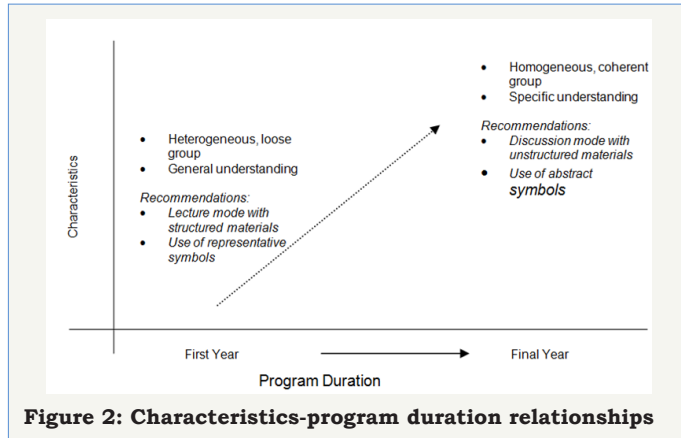 Characteristics
• Heterogeneous, loose
group
• General understanding
Recommendations:
• Lecture mode with
structured materials
• Use of representative
symbols
• Homogeneous, coherent
group
• Specific understanding
Recommendations:
• Discussion mode with
unstructured materials
• Use of abstract
symbols
First Year
Final Year
Program Duration
Figure 2: Characteristics-program duration relationships